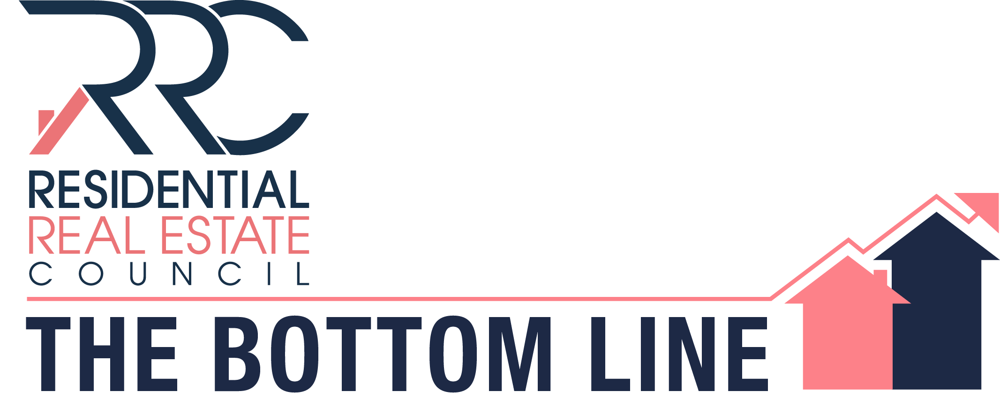 RRC
RESIDENTIAL
REAL ESTATE
COUNCIL
THE BOTTOM LINE